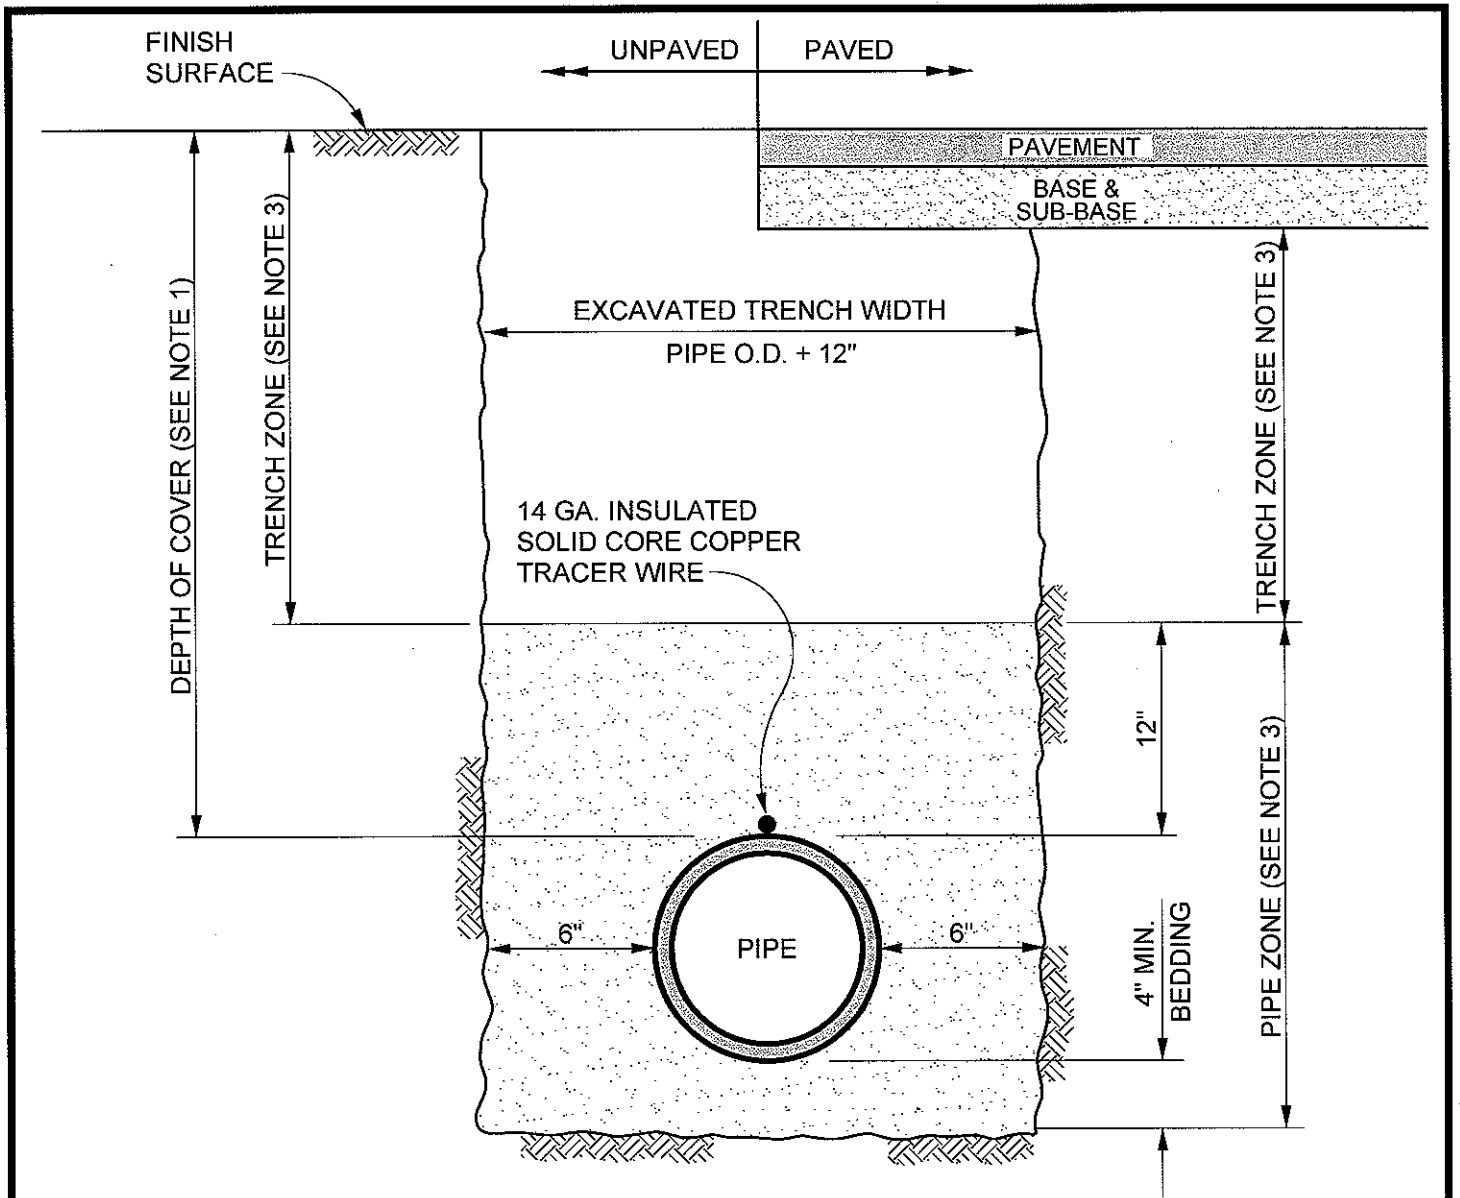 FINISH
SURFACE
UNPAVED
PAVED
PAVEMENT
BASE &
SUB-BASE
DEPTH OF COVER (SEE NOTE 1)
TRENCH ZONE (SEE NOTE 3)
EXCAVATED TRENCH WIDTH
PIPE O.D. + 12"
TRENCH ZONE (SEE NOTE 3)
14 GA. INSULATED
SOLID CORE COPPER
TRACER WIRE
12"
PIPE ZONE (SEE NOTE 3)
6"
PIPE
6"
4" MIN.
BEDDING